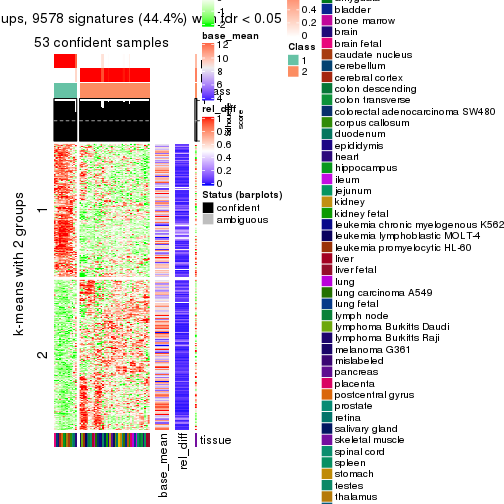 ups, 9578 signatures (44.4%) w fdr < 0.05
53 confident samples
k-means with 2 groups
1
2
base_mean
rel_diff
tissue
-2
base_mean
12
10
8
6
4
rel_diff
1
0.8
0.6
0.4
0.2
0
Status (barplots)
confident
ambiguous
0.4
0.2
0
Class
1
2
bladder
bone marrow
brain
brain fetal
caudate nucleus
cerebellum
cerebral cortex
colon descending
colon transverse
colorectal adenocarcinoma SW480
corpus callosum
duodenum
epididymis
heart
hippocampus
ileum
jejunum
kidney
kidney fetal
leukemia chronic myelogenous K562
leukemia lymphoblastic MOLT-4
leukemia promyelocytic HL-60
liver
liver fetal
lung
lung carcinoma A549
lung fetal
lymph node
lymphoma Burkitts Daudi
lymphoma Burkitts Raji
melanoma G361
mislabeled
pancreas
placenta
postcentral gyrus
prostate
retina
salivary gland
skeletal muscle
spinal cord
spleen
stomach
testes
thalamus